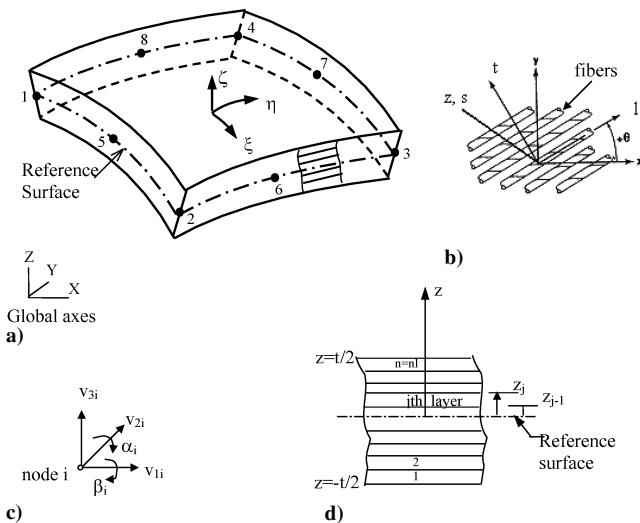 8
4
7
1
5
ζ
η
ξ
Reference
Surface
3
6
2
Z
Y
X
Global axes
a)
fibers
y
t
z, s
1
+θ
x
b)
v3i
v2i
αi
node i
v1i
βi
c)
z
z=t/2
n=nl
jth layer
zj
zj-1
Reference
surface
2
1
z=-t/2
d)